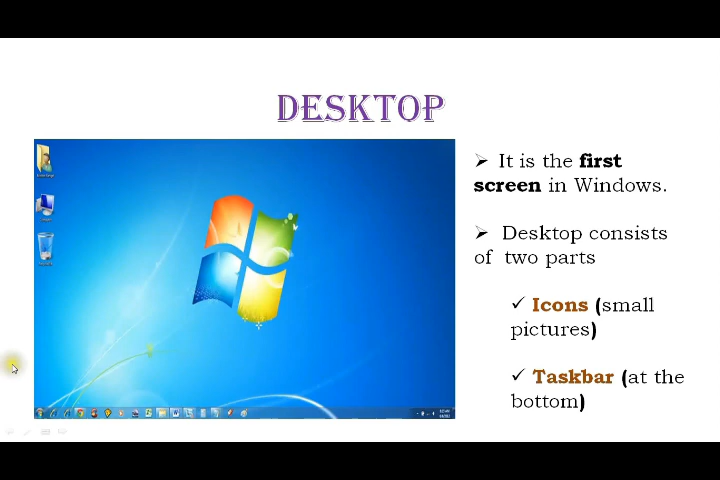 DESKTOP
➢ It is the first
screen in Windows.
➢ Desktop consists
of two parts
✓ Icons (small
pictures)
✓ Taskbar (at the
bottom)